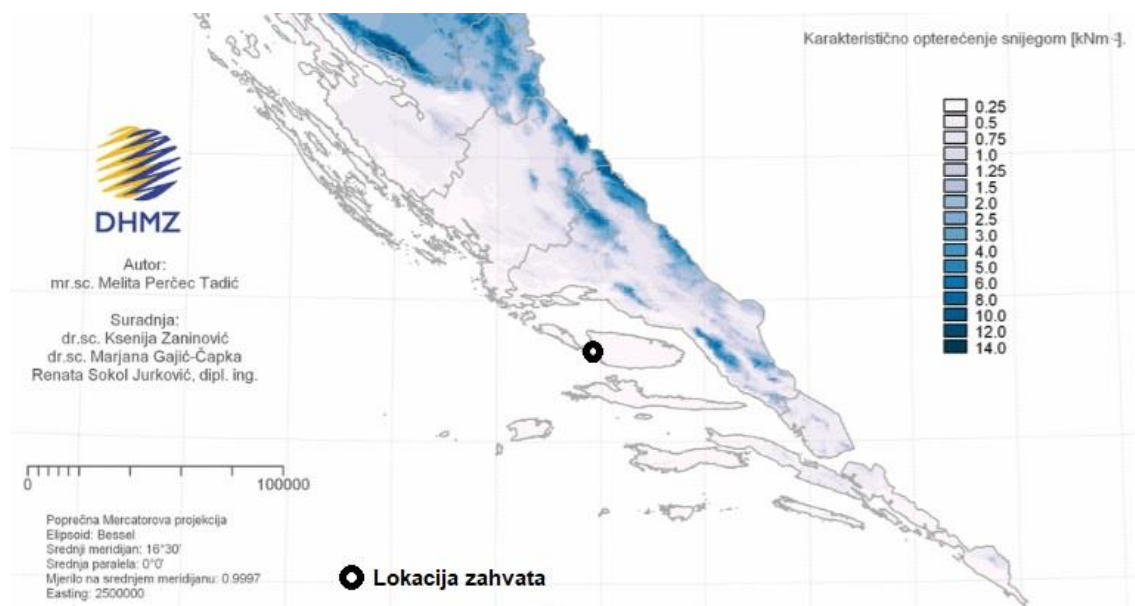 Karakteristično opterećenje snijegom [kNm⁻²].
0.25
0.5
0.75
1.0
1.25
1.5
2.0
2.5
3.0
4.0
5.0
6.0
8.0
10.0
12.0
14.0
DHMZ
Autor:
mr.sc. Melita Perčec Tadić
Suradnja:
dr.sc. Ksenija Zaninović
dr.sc. Marjana Gajić-Čapka
Renata Sokol Jurković, dipl. ing.
0 100000
Poprečna Mercatorova projekcija
Elipsoid: Bessel
Srednji meridijan: 16°30'
Srednja paralela: 0°0'
Mjerilo na srednjem meridijanu: 0.9997
Easting: 2500000
Lokacija zahvata